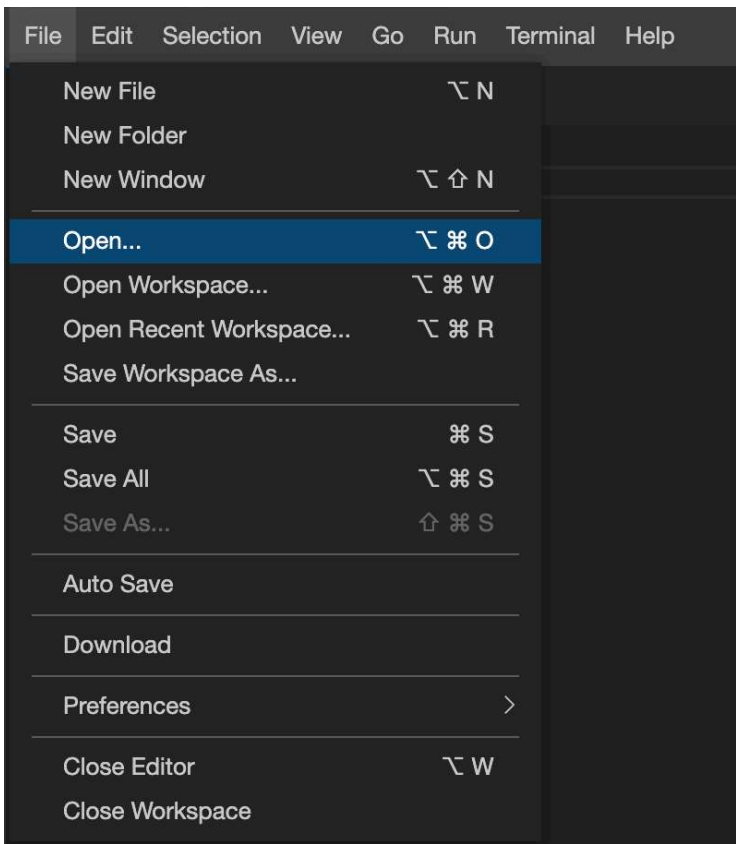 File Edit Selection View Go Run Terminal Help
New File ⌥ N
New Folder
New Window ⌥ ⇧ N
Open... ⌥ ⌘ O
Open Workspace... ⌥ ⌘ W
Open Recent Workspace... ⌥ ⌘ R
Save Workspace As...
Save ⌘ S
Save All ⌥ ⌘ S
Save As... ⇧ ⌘ S
Auto Save
Download
Preferences >
Close Editor ⌥ W
Close Workspace